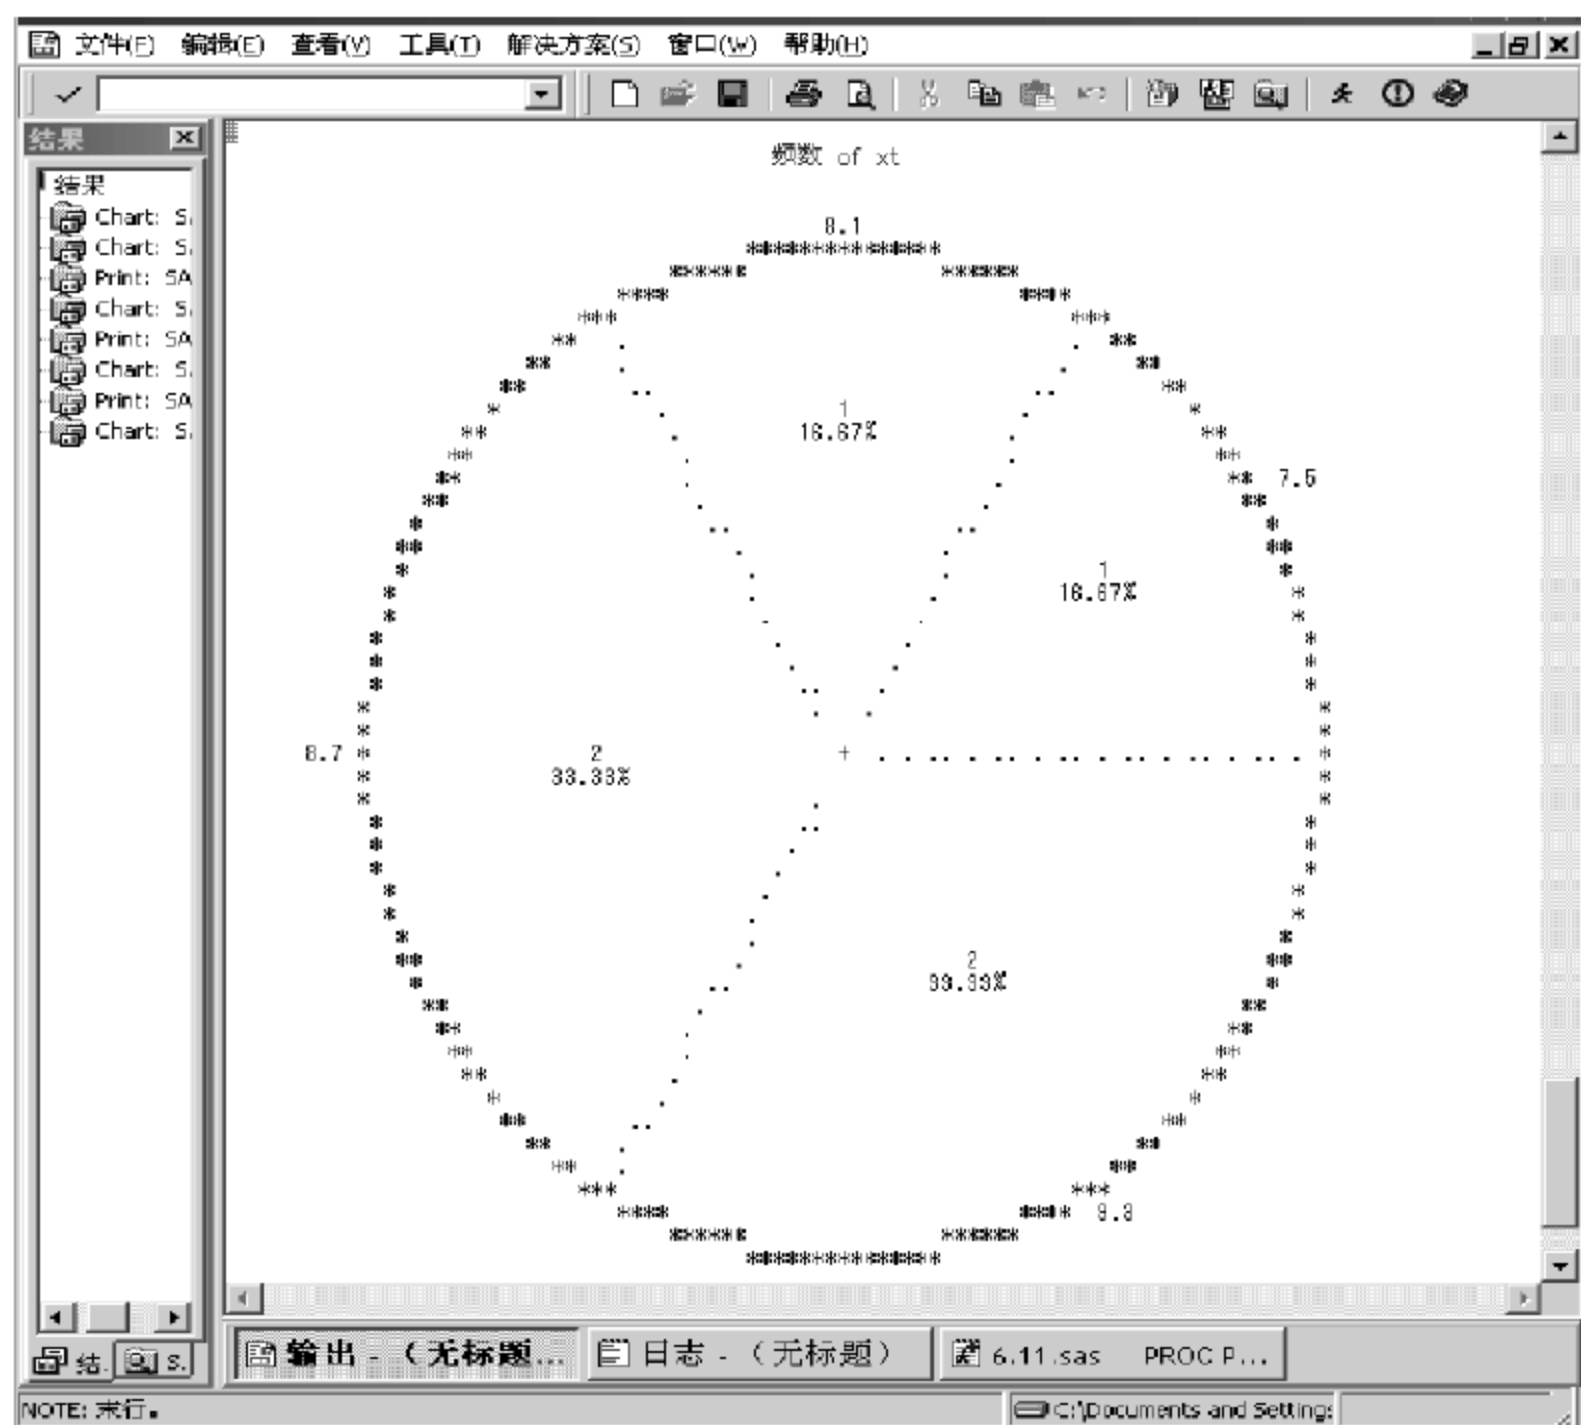 文件(F) 编辑(E) 查看(V) 工具(T) 解决方案(S) 窗口(W) 帮助(H)
结果
结果
Chart: S
Chart: S
Print: SA
Chart: S
Print: SA
Chart: S
Print: SA
Chart: S
频数 of xt
8.1
1
16.67%
7.5
1
16.67%
8.7
2
33.33%
2
33.33%
9.3
结.
S.
输出 - （无标题...
日志 - （无标题）
6.11.sas PROC P...
NOTE: 末行。
C:\Documents and Settings